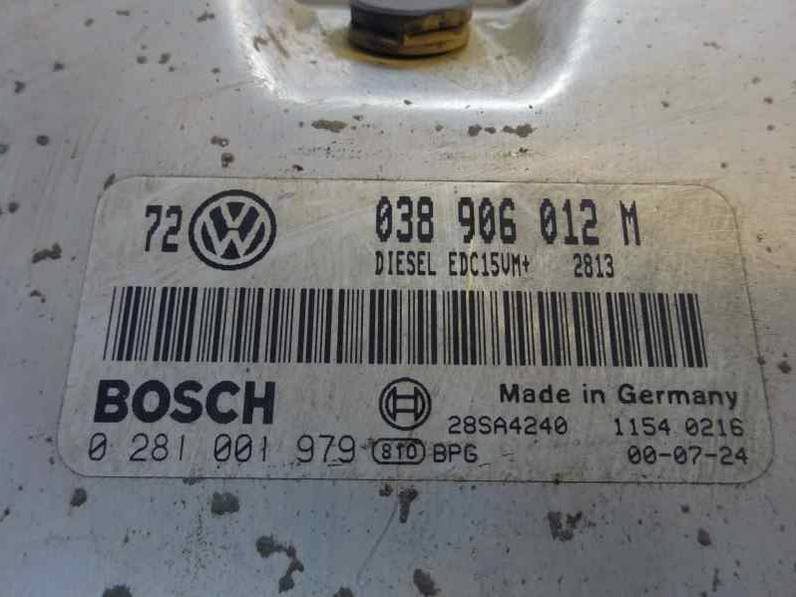 72 VW 038 906 012 M
DIESEL EDC15VM+ 2813
BOSCH Made in Germany
28SA4240 1154 0216
0 281 001 979 810 BPG 00-07-24